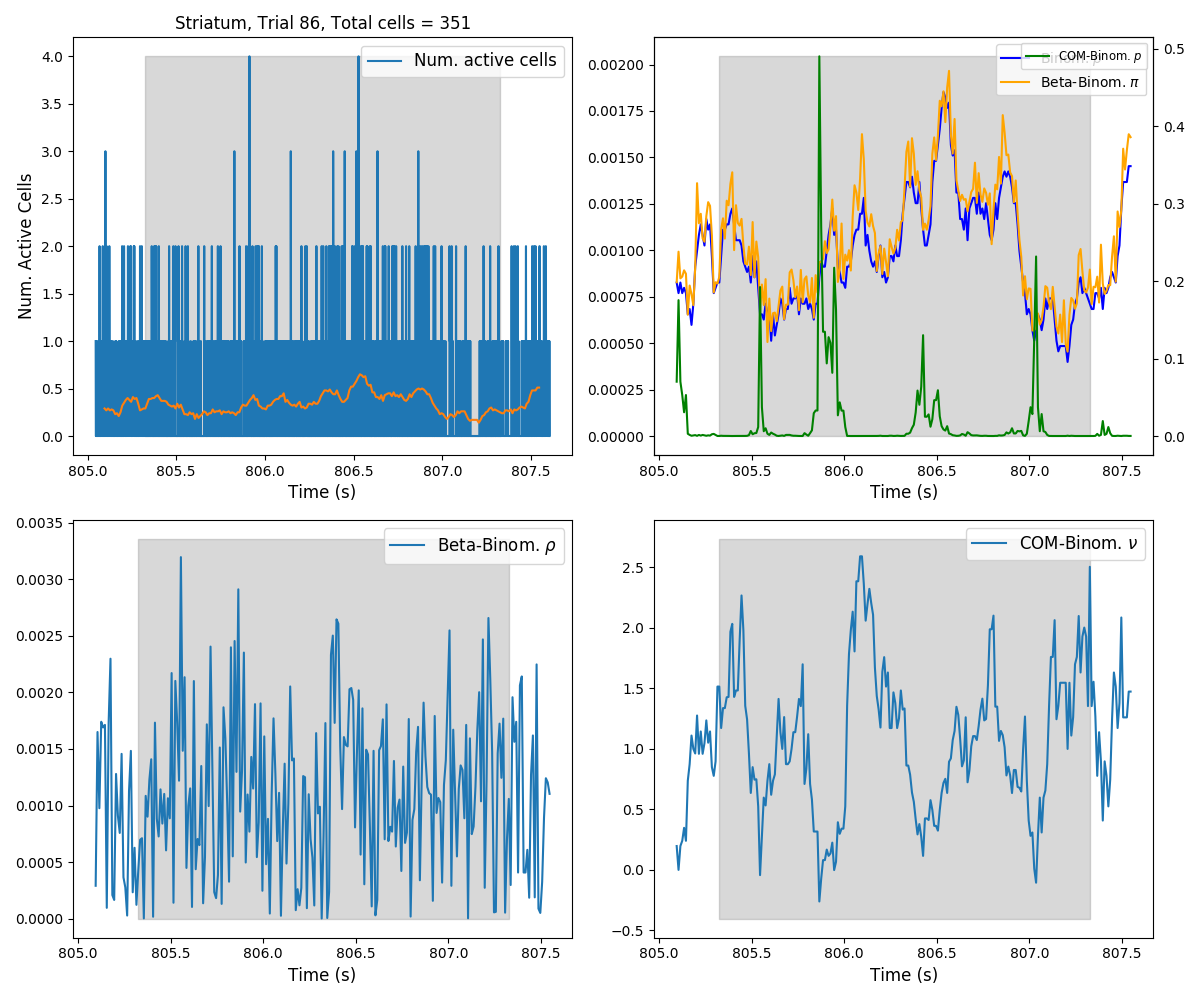 Striatum, Trial 86, Total cells = 351
Num. active cells
Num. Active Cells
4.0
3.5
3.0
2.5
2.0
1.5
1.0
0.5
0.0
805.0 805.5 806.0 806.5 807.0 807.5
Time (s)
COM-Binom. p
Beta-Binom. π
0.00200
0.00175
0.00150
0.00125
0.00100
0.00075
0.00050
0.00025
0.00000
0.5
0.4
0.3
0.2
0.1
0.0
805.0 805.5 806.0 806.5 807.0 807.5
Time (s)
Beta-Binom. ρ
0.0035
0.0030
0.0025
0.0020
0.0015
0.0010
0.0005
0.0000
805.0 805.5 806.0 806.5 807.0 807.5
Time (s)
COM-Binom. ν
2.5
2.0
1.5
1.0
0.5
0.0
−0.5
805.0 805.5 806.0 806.5 807.0 807.5
Time (s)